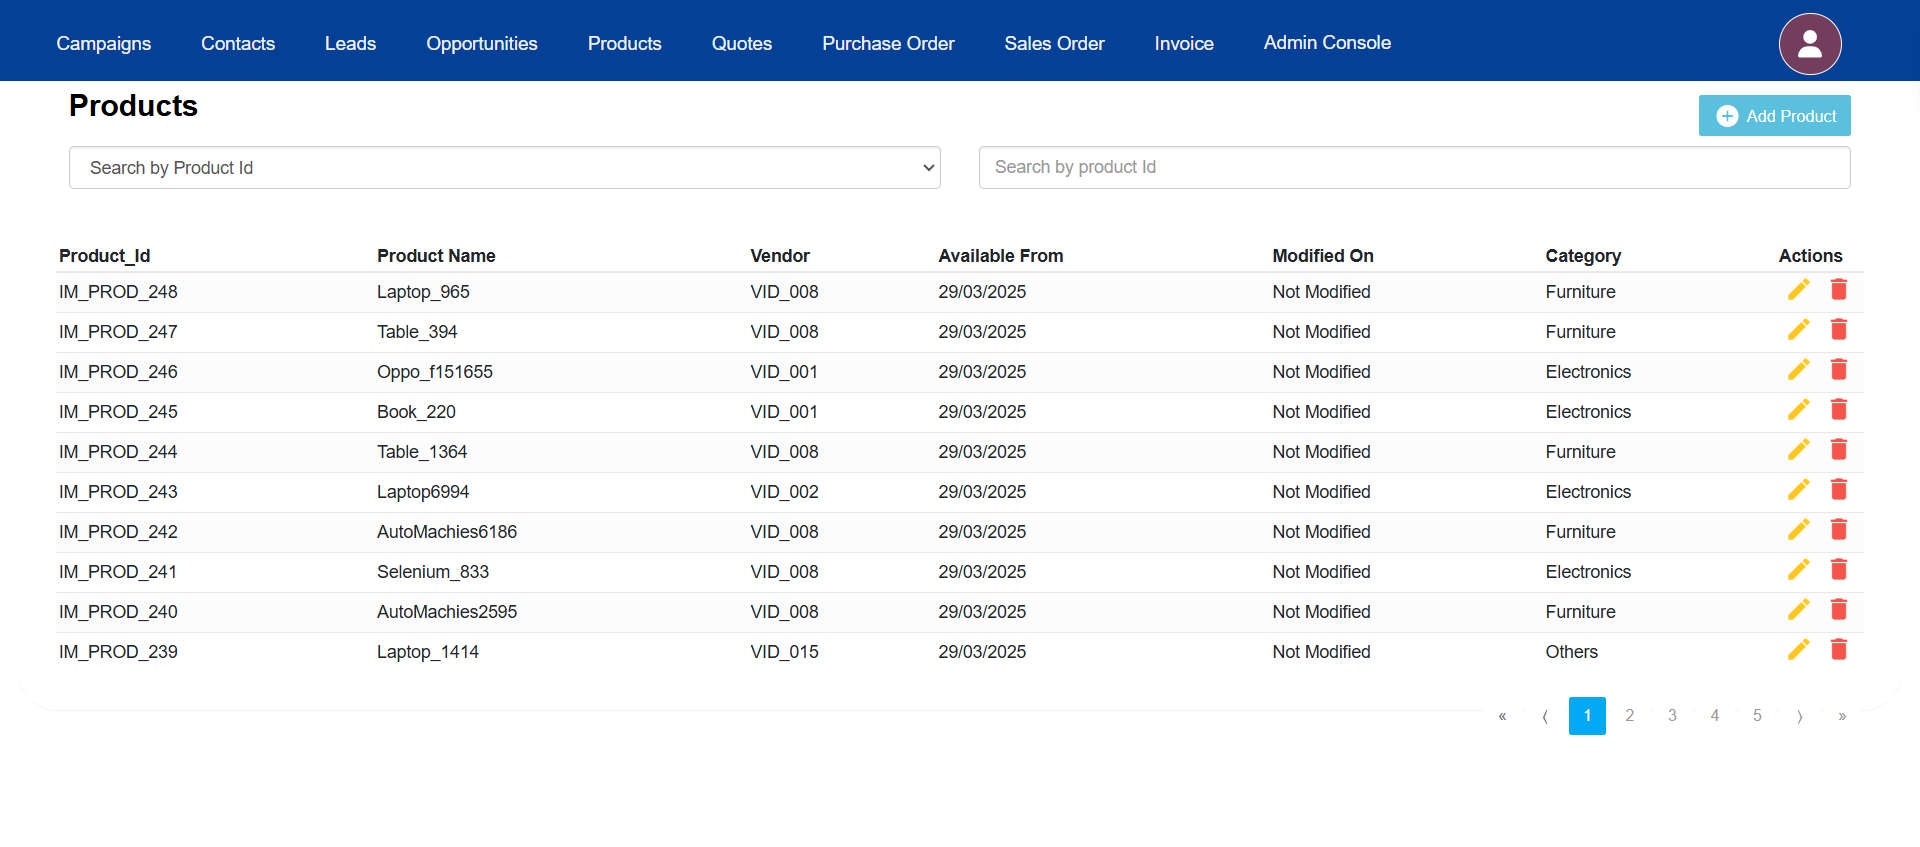 Campaigns Contacts Leads Opportunities Products Quotes Purchase Order Sales Order Invoice Admin Console
Products
Add Product
Search by Product Id Search by product Id
Product_Id Product Name Vendor Available From Modified On Category Actions
IM_PROD_248 Laptop_965 VID_008 29/03/2025 Not Modified Furniture
IM_PROD_247 Table_394 VID_008 29/03/2025 Not Modified Furniture
IM_PROD_246 Oppo_f151655 VID_001 29/03/2025 Not Modified Electronics
IM_PROD_245 Book_220 VID_001 29/03/2025 Not Modified Electronics
IM_PROD_244 Table_1364 VID_008 29/03/2025 Not Modified Furniture
IM_PROD_243 Laptop6994 VID_002 29/03/2025 Not Modified Electronics
IM_PROD_242 AutoMachies6186 VID_008 29/03/2025 Not Modified Furniture
IM_PROD_241 Selenium_833 VID_008 29/03/2025 Not Modified Electronics
IM_PROD_240 AutoMachies2595 VID_008 29/03/2025 Not Modified Furniture
IM_PROD_239 Laptop_1414 VID_015 29/03/2025 Not Modified Others
« ⟨ 1 2 3 4 5 ⟩ »